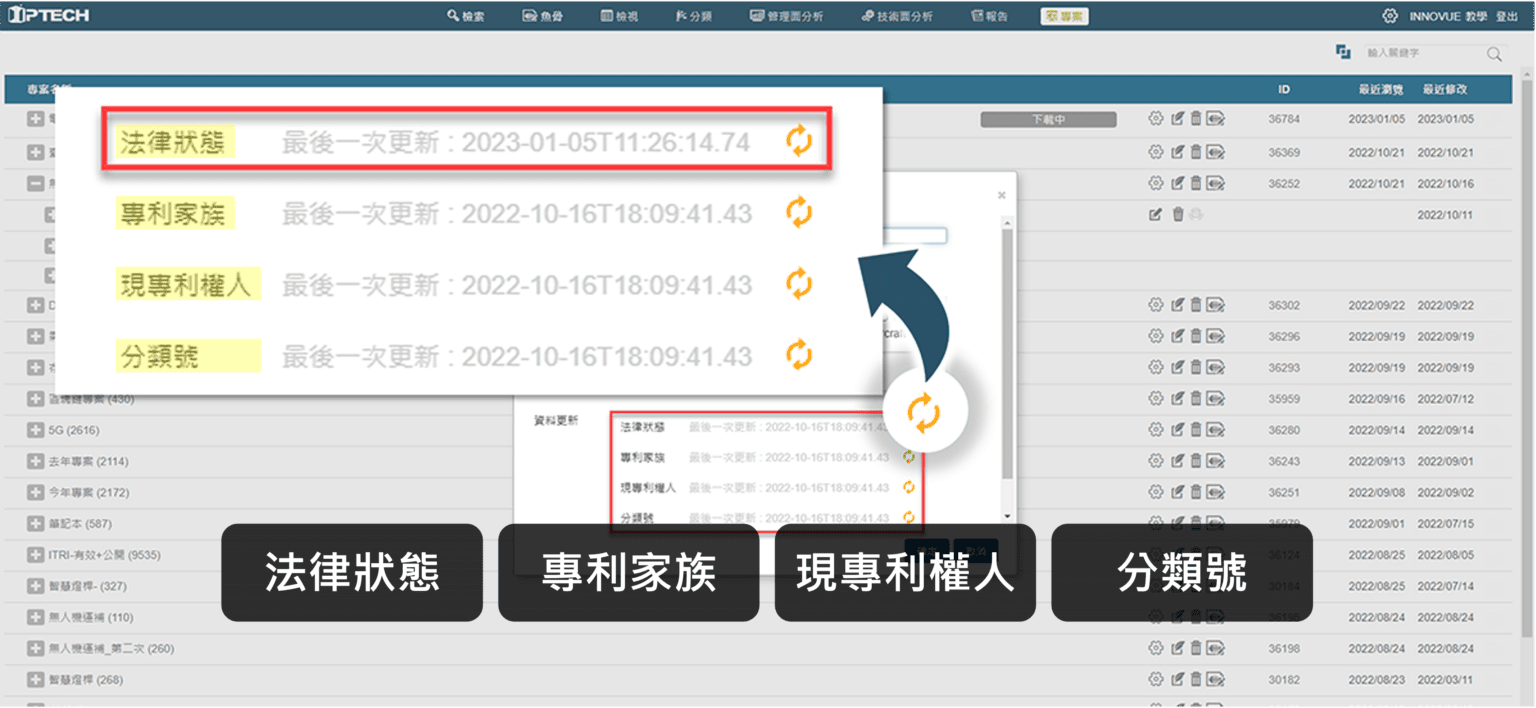 IPTECH 檢索 魚骨 檢視 分類 管理面分析 技術面分析 報告 專案 INNOVUE 教學 登出
輸入關鍵字
專案名稱 ID 最近瀏覽 最近修改
法律狀態 最後一次更新 : 2023-01-05T11:26:14.74
專利家族 最後一次更新 : 2022-10-16T18:09:41.43
現專利權人 最後一次更新 : 2022-10-16T18:09:41.43
分類號 最後一次更新 : 2022-10-16T18:09:41.43
下載中 36784 2023/01/05 2023/01/05
36369 2022/10/21 2022/10/21
36252 2022/10/21 2022/10/16
2022/10/11
36302 2022/09/22 2022/09/22
36296 2022/09/19 2022/09/19
36293 2022/09/19 2022/09/19
區塊鏈專案 (430) 35959 2022/09/16 2022/07/12
5G (2616) 36280 2022/09/14 2022/09/14
去年專案 (2114) 36243 2022/09/13 2022/09/01
今年專案 (2172) 36251 2022/09/08 2022/09/02
筆記本 (587) 35979 2022/09/01 2022/07/15
ITRI-有效+公開 (9535) 36124 2022/08/25 2022/08/05
智慧燈桿- (327) 30184 2022/08/25 2022/07/14
無人機運補 (110) 36195 2022/08/24 2022/08/24
無人機運補_第二次 (260) 36198 2022/08/24 2022/08/24
智慧燈桿 (268) 30182 2022/08/23 2022/03/11
資料更新
法律狀態 最後一次更新 : 2022-10-16T18:09:41.43
專利家族 最後一次更新 : 2022-10-16T18:09:41.43
現專利權人 最後一次更新 : 2022-10-16T18:09:41.43
分類號 最後一次更新 : 2022-10-16T18:09:41.43
法律狀態 專利家族 現專利權人 分類號